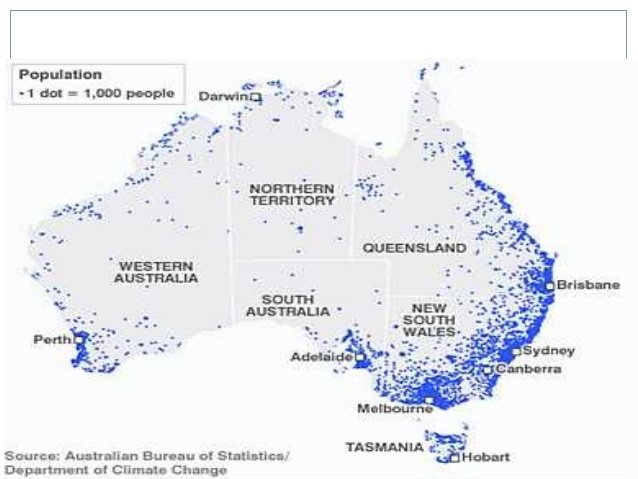 Population
1 dot = 1,000 people
Darwin
NORTHERN
TERRITORY
QUEENSLAND
WESTERN
AUSTRALIA
SOUTH
AUSTRALIA
NEW
SOUTH
WALES
Brisbane
Perth
Adelaide
Sydney
Canberra
Melbourne
TASMANIA
Hobart
Source: Australian Bureau of Statistics/
Department of Climate Change